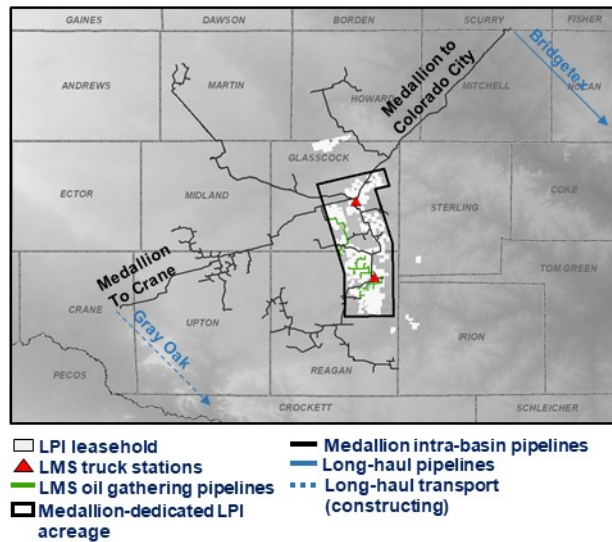 GAINES
DAWSON
BORDEN
SCURRY
FISHER
ANDREWS
MARTIN
HOWARD
MITCHELL
NOLAN
Medallion to
Colorado City
Bridgetex
GLASSCOCK
ECTOR
MIDLAND
STERLING
COKE
Medallion
To Crane
TOM GREEN
CRANE
UPTON
Gray Oak
REAGAN
IRION
PECOS
CROCKETT
SCHLEICHER
LPI leasehold
LMS truck stations
LMS oil gathering pipelines
Medallion-dedicated LPI
acreage
Medallion intra-basin pipelines
Long-haul pipelines
Long-haul transport
(constructing)